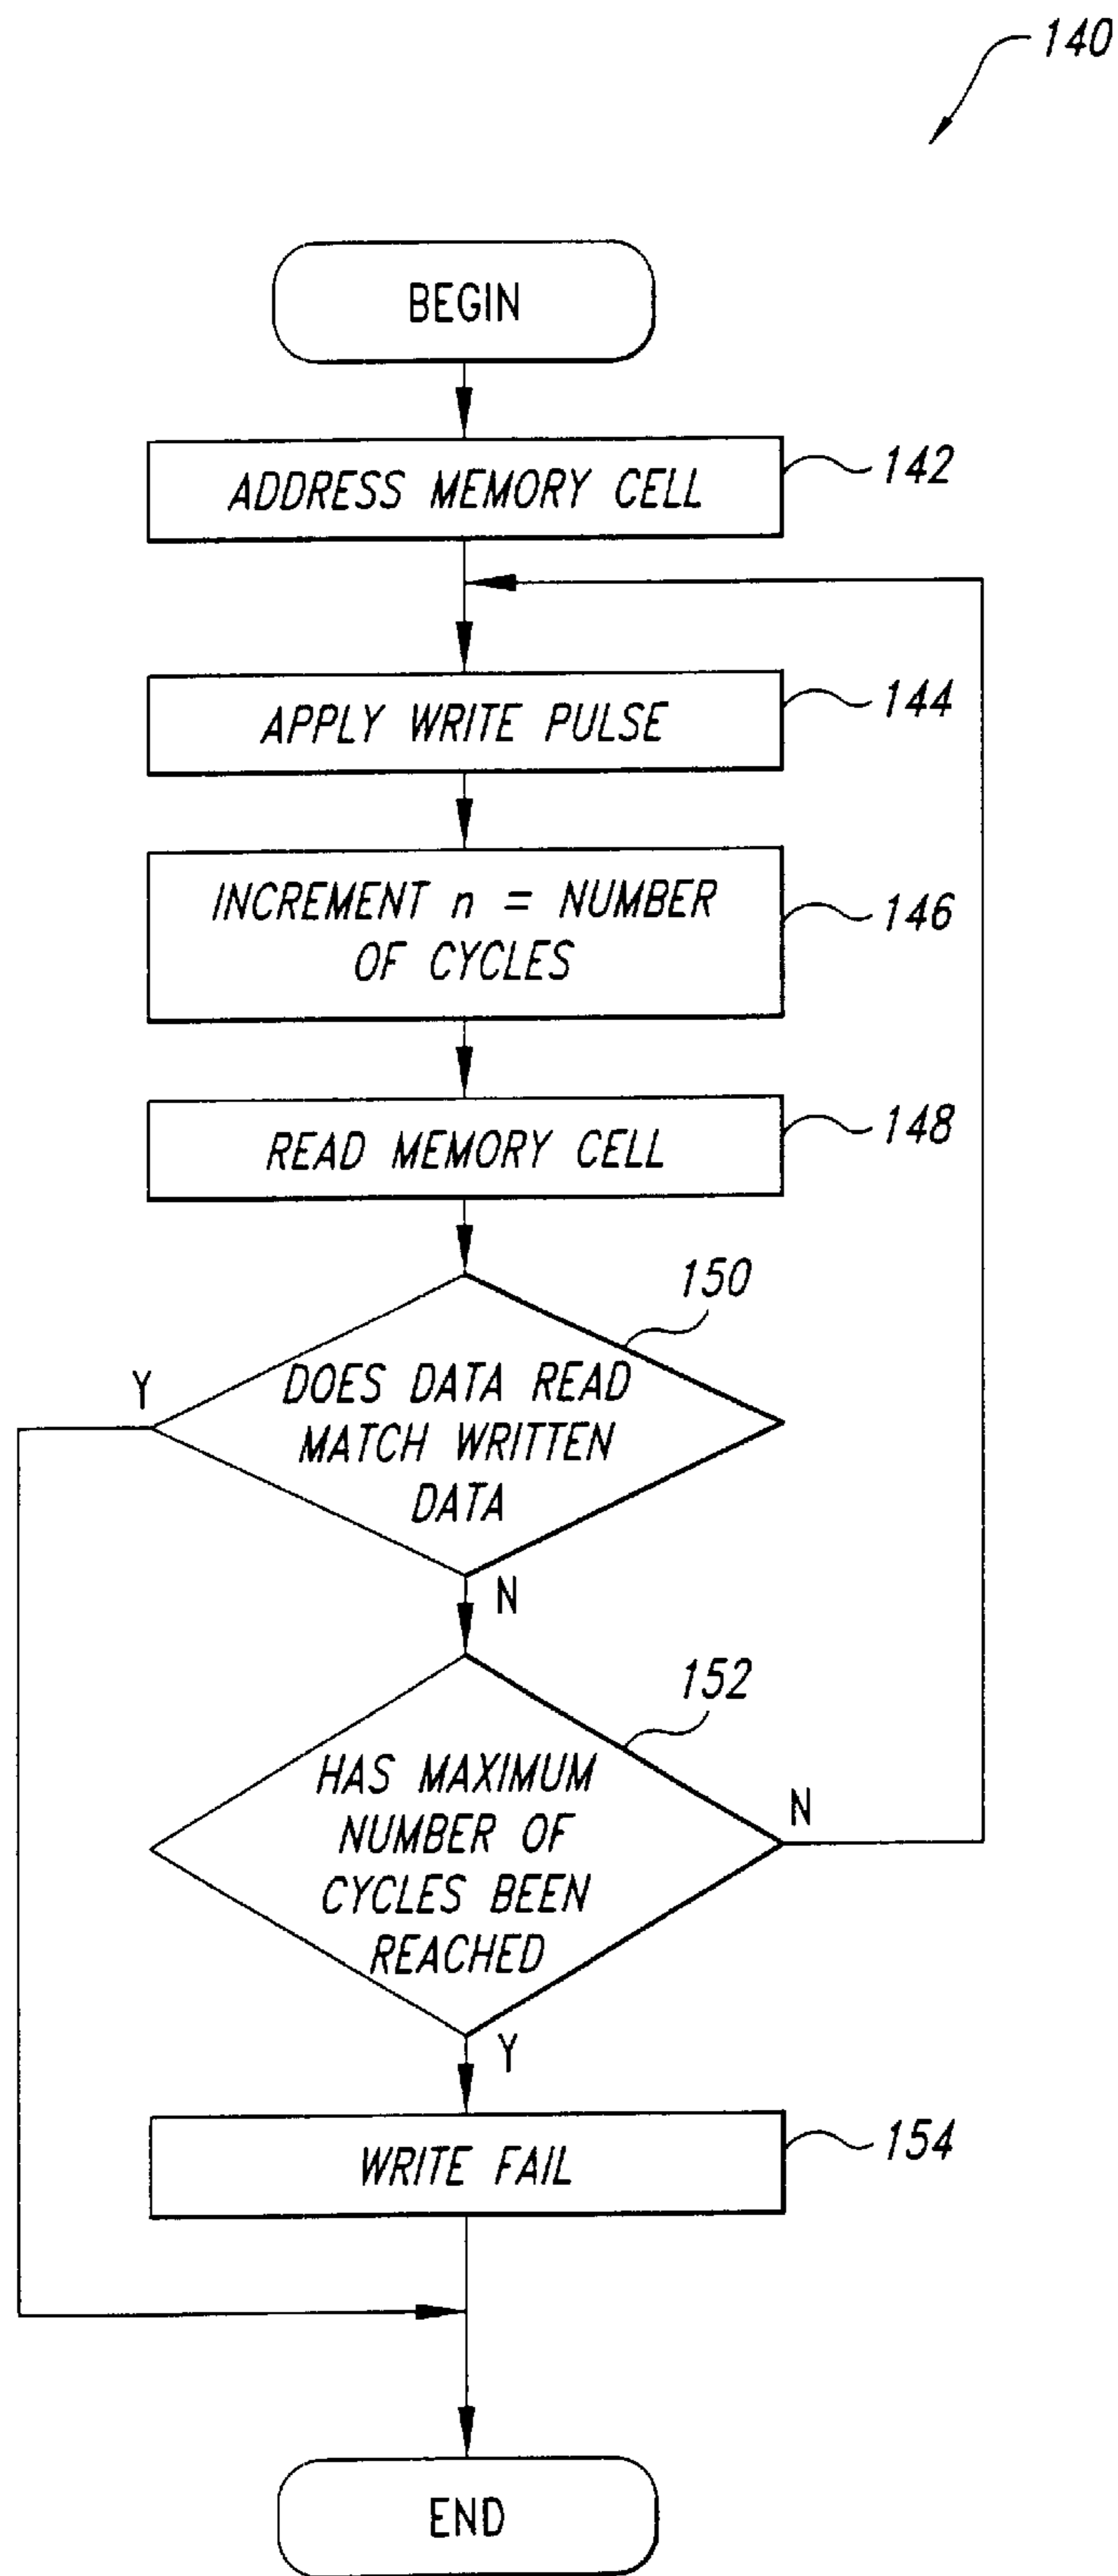 140
BEGIN
ADDRESS MEMORY CELL
142
APPLY WRITE PULSE
144
INCREMENT n = NUMBER
OF CYCLES
146
READ MEMORY CELL
148
150
Y
DOES DATA READ
MATCH WRITTEN
DATA
N
152
HAS MAXIMUM
NUMBER OF
CYCLES BEEN
REACHED
N
Y
WRITE FAIL
154
END